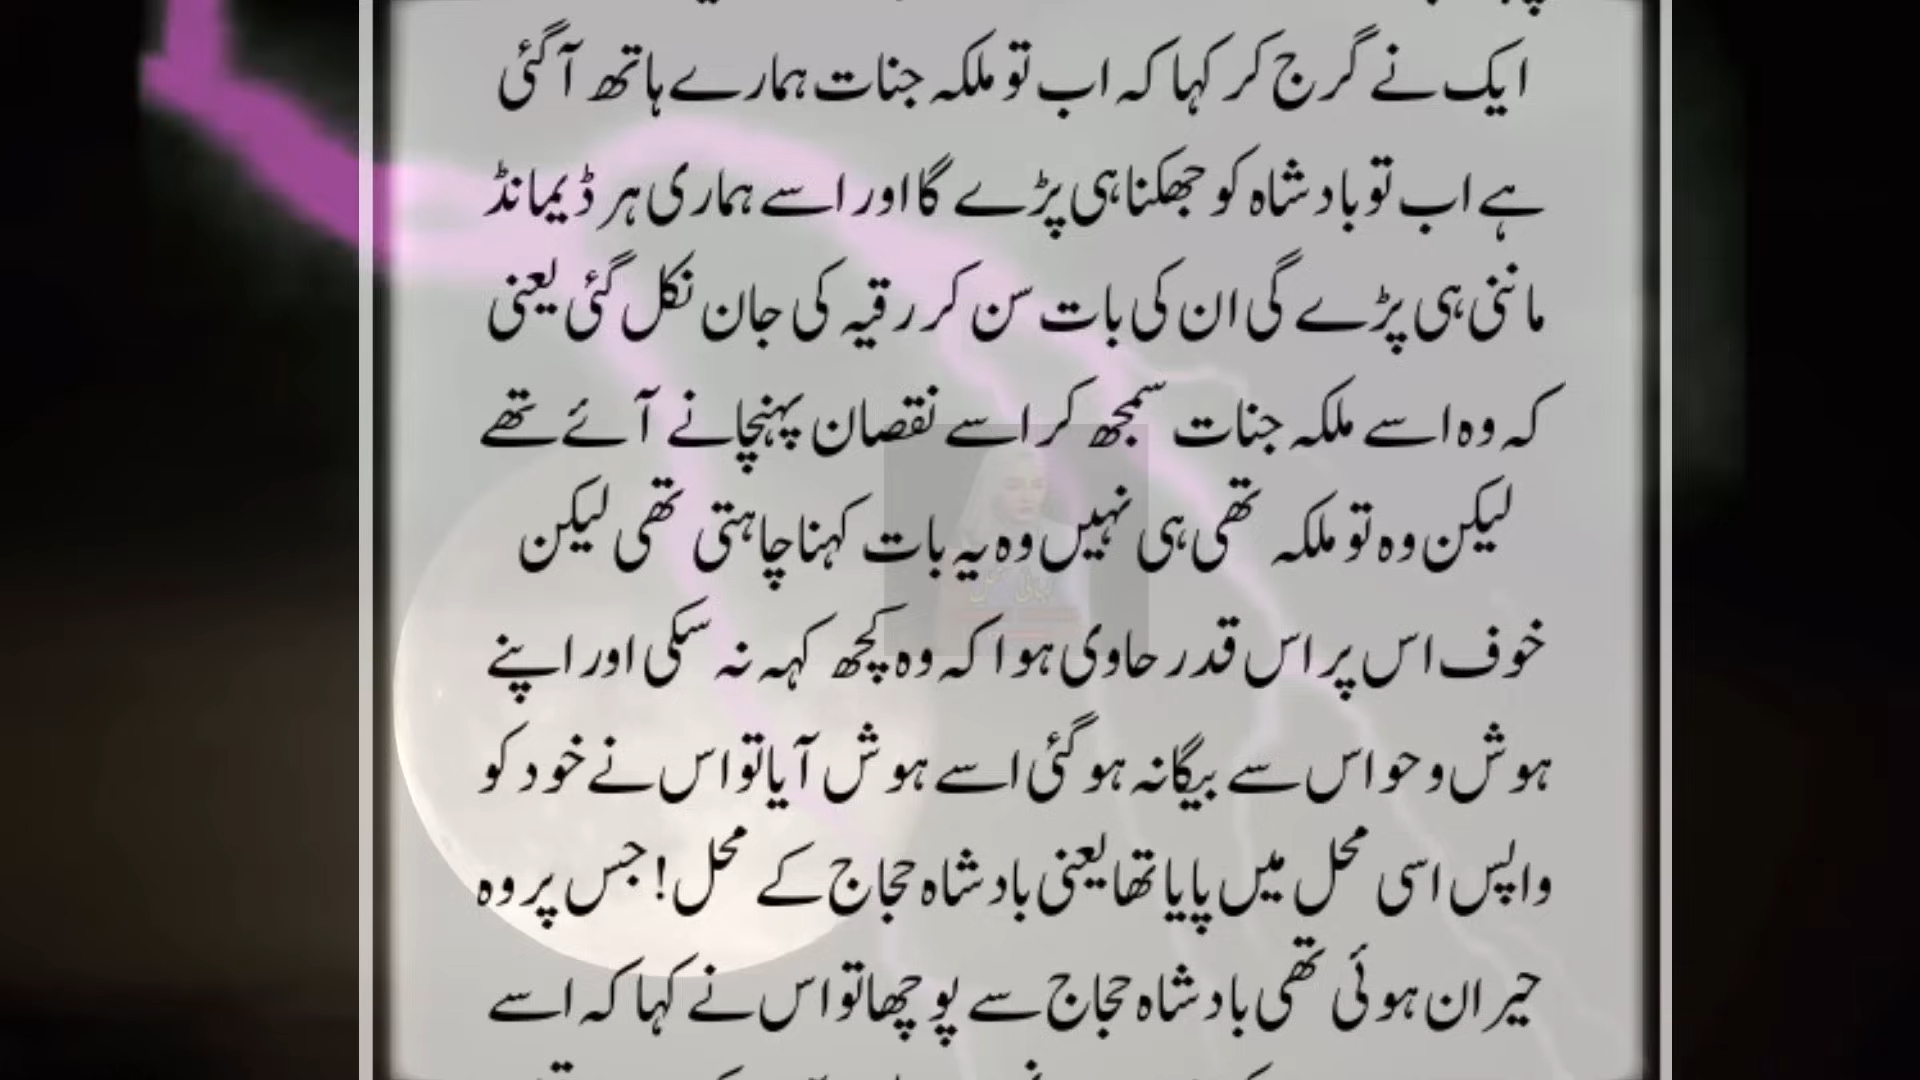 ایک نے گرج کر کہا کہ اب تو ملکہ جنات ہمارے ہاتھ آگئی
ہے اب تو بادشاہ کو جھکنا ہی پڑے گا اور اسے ہماری ہر ڈیمانڈ
ماننی ہی پڑے گی ان کی بات سن کر رقیہ کی جان نکل گئی یعنی
کہ وہ اسے ملکہ جنات سمجھ کر اسے نقصان پہنچانے آئے تھے
لیکن وہ تو ملکہ تھی ہی نہیں وہ یہ بات کہنا چاہتی تھی لیکن
خوف اس پر اس قدر حاوی ہوا کہ وہ کچھ کہہ نہ سکی اور اپنے
ہوش و حواس سے بیگانہ ہوگئی اسے ہوش آیا تو اس نے خود کو
واپس اسی محل میں پایا تھا یعنی بادشاہ حجاج کے محل! جس پر وہ
حیران ہوئی تھی بادشاہ حجاج سے پوچھا تو اس نے کہا کہ اسے